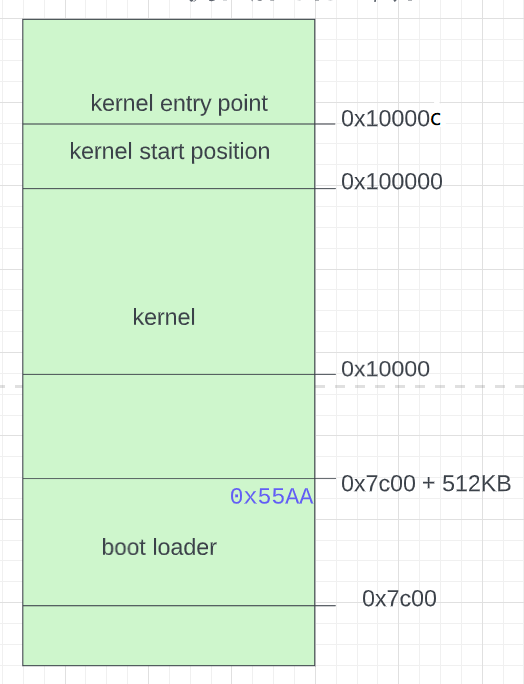 kernel entry point
0x10000c
kernel start position
0x100000
kernel
0x10000
0x7c00 + 512KB
0x55AA
boot loader
0x7c00